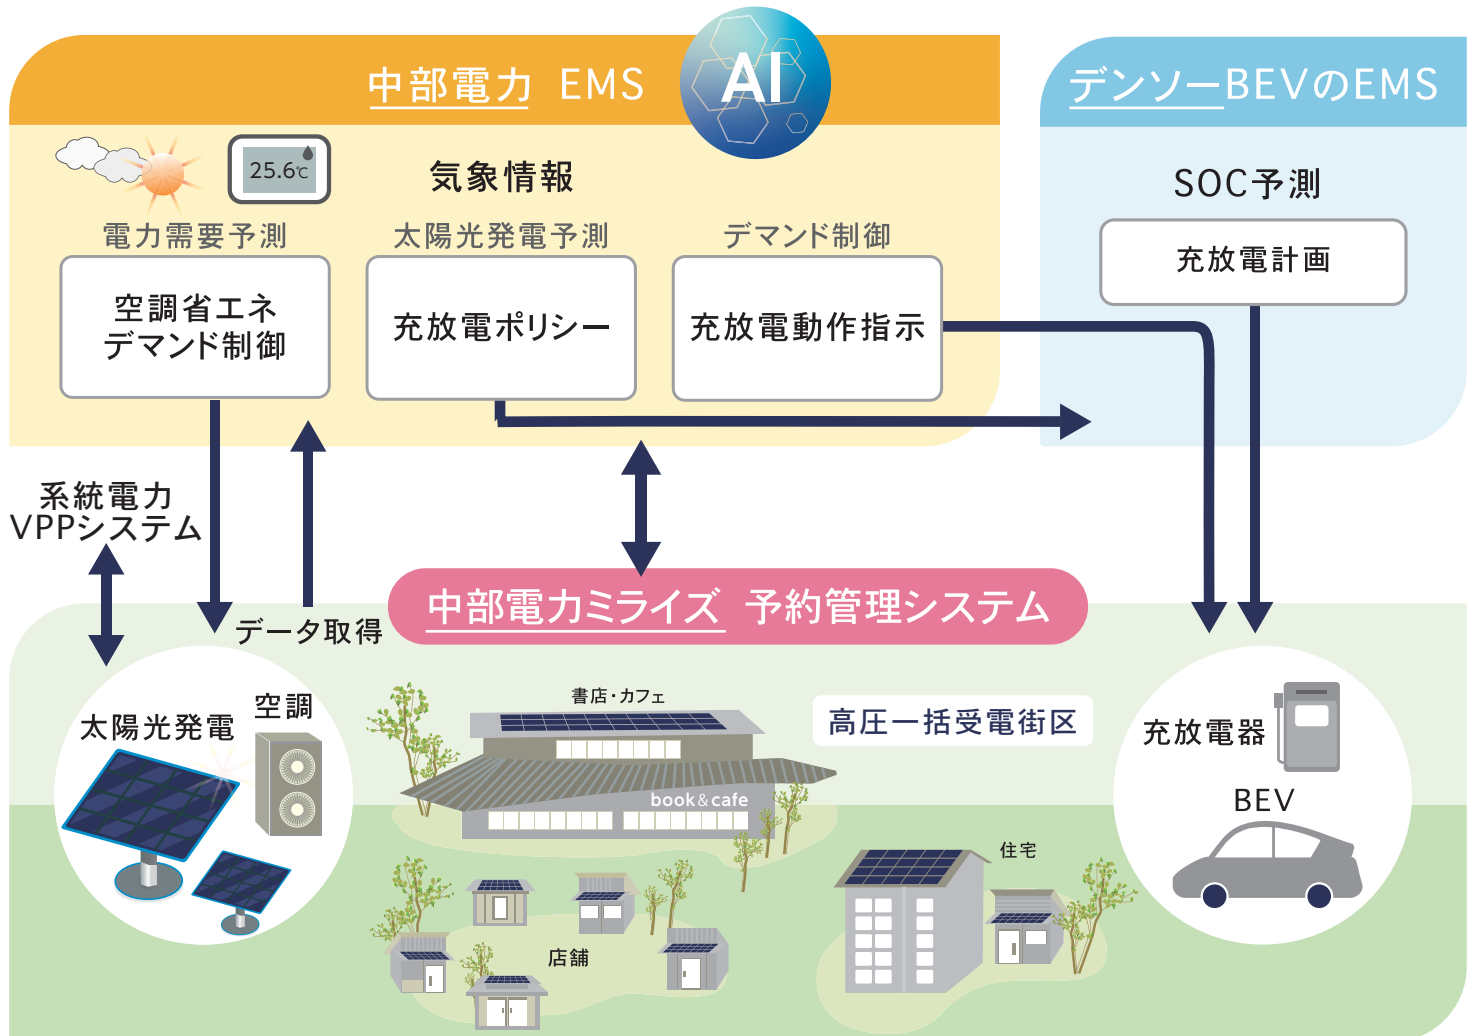 中部電力 EMS
AI
デンソーBEVのEMS
25.6℃
気象情報
SOC予測
電力需要予測
太陽光発電予測
デマンド制御
空調省エネ
デマンド制御
充放電ポリシー
充放電動作指示
充放電計画
系統電力
VPPシステム
データ取得
中部電力ミライズ 予約管理システム
太陽光発電
空調
書店・カフェ
高圧一括受電街区
充放電器
book&cafe
BEV
住宅
店舗